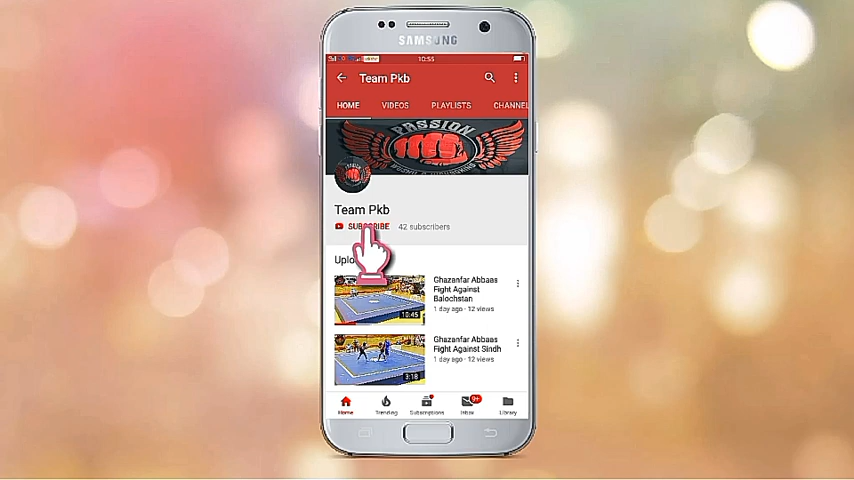 SAMSUNG
10:55
Team Pkb
HOME VIDEOS PLAYLISTS CHANNEL
PASSION
Team Pkb
SUBSCRIBE 42 subscribers
Uplo
Ghazanfar Abbaas
Fight Against
Balochstan
1 day ago · 12 views
10:45
Ghazanfar Abbaas
Fight Against Sindh
1 day ago · 12 views
3:18
9+
Home Trending Subscriptions Inbox Library